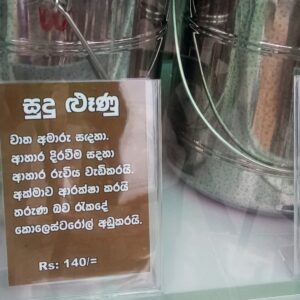 සුදු ළූණු
වාත අමාරු සඳහා.
ආහාර දිරවීම සඳහා
ආහාර රුචිය වැඩිකරයි.
අක්මාව ආරක්ෂා කරයි
තරුණ බව රැකදේ
කොලෙස්ටරෝල් අඩුකරයි.
Rs: 140/=